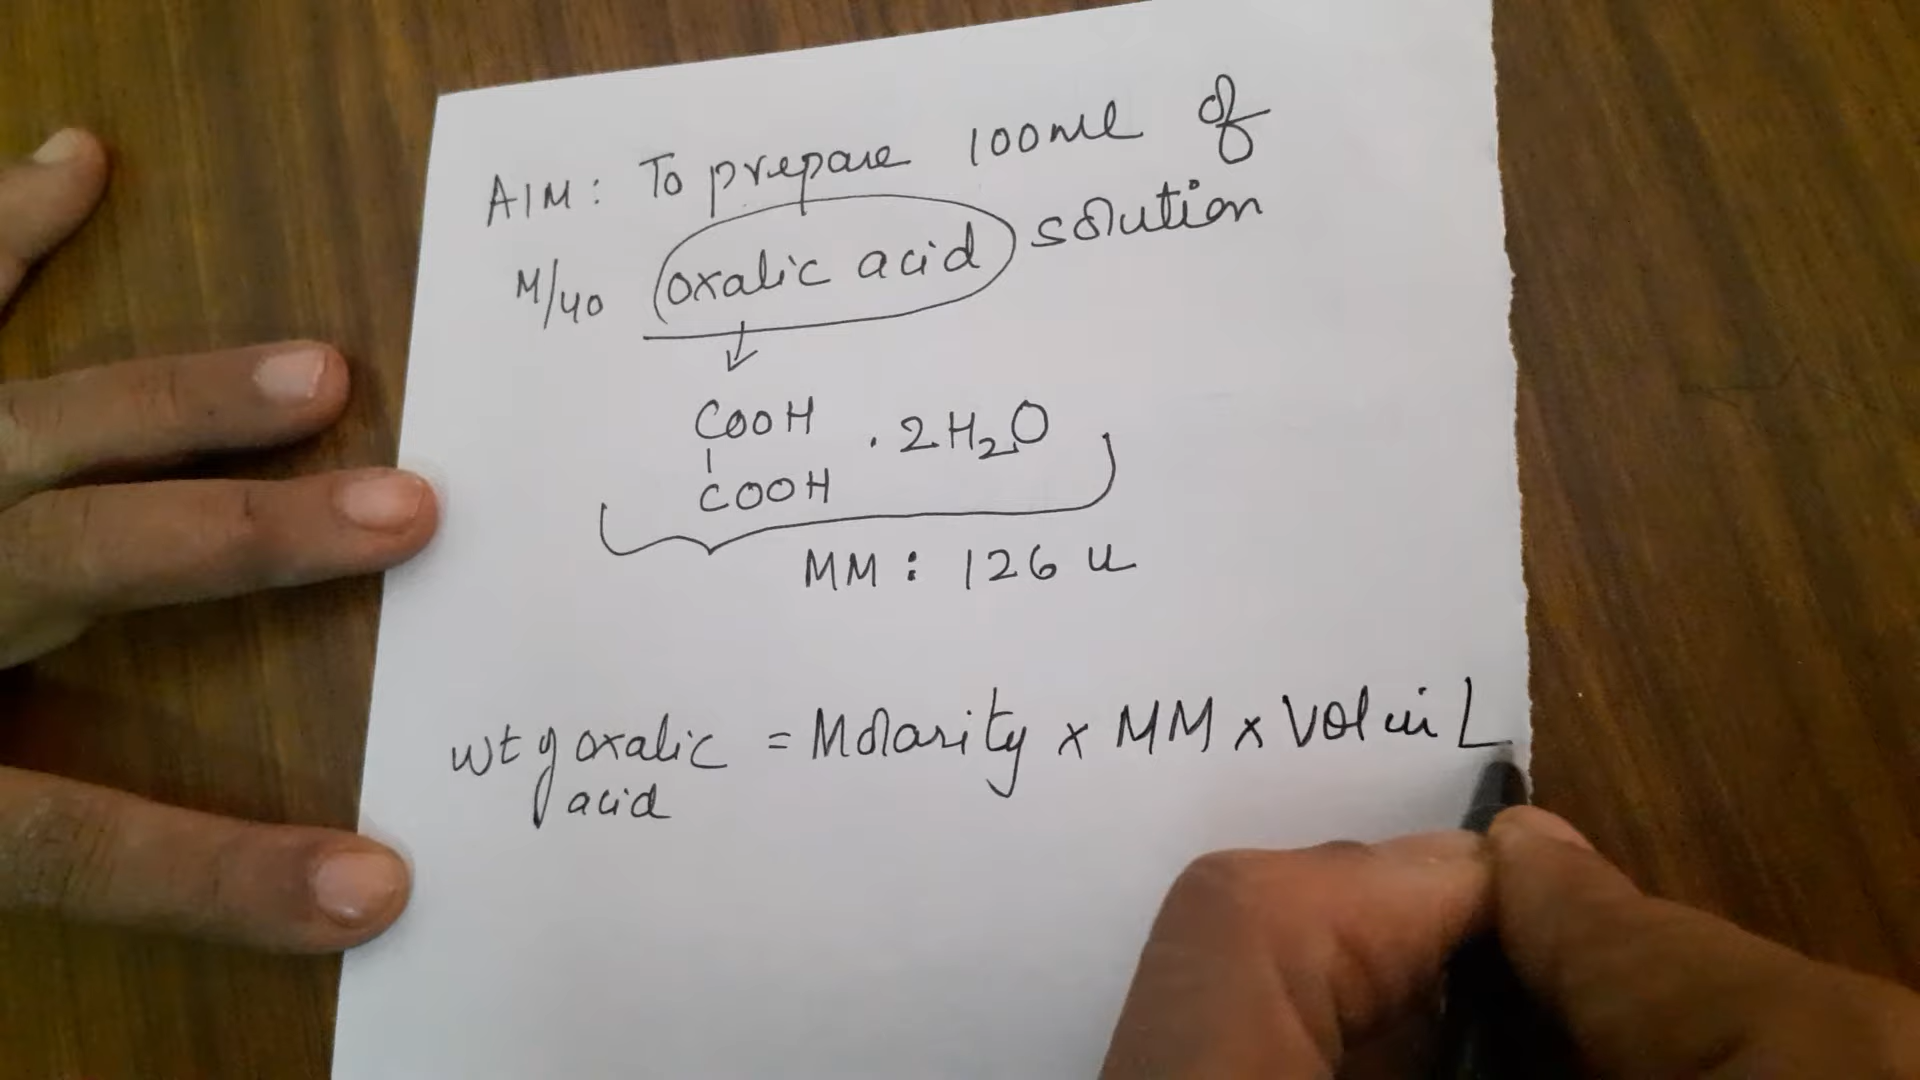 AIM: To prepare 100ml of
M/40 oxalic acid solution
COOH . 2H₂O
COOH
MM: 126 u
wt of oxalic = Molarity x MM x Vol in L
acid